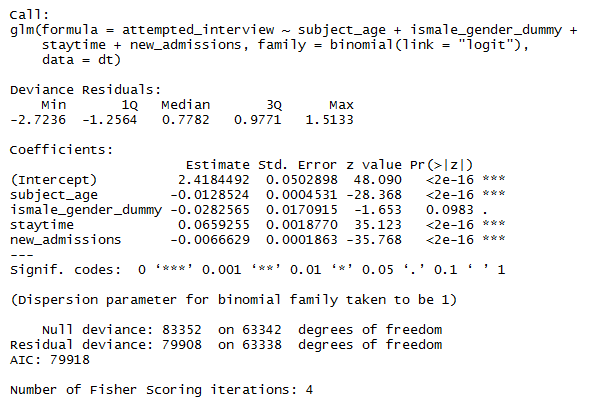 Call:
glm(formula = attempted_interview ~ subject_age + ismale_gender_dummy +
    staytime + new_admissions, family = binomial(link = "logit"),
    data = dt)

Deviance Residuals:
    Min      1Q  Median      3Q     Max
-2.7236 -1.2564  0.7782  0.9771  1.5133

Coefficients:
                      Estimate Std. Error z value Pr(>|z|)
(Intercept)          2.4184492  0.0502898  48.090   <2e-16 ***
subject_age         -0.0128524  0.0004531 -28.368   <2e-16 ***
ismale_gender_dummy -0.0282565  0.0170915  -1.653   0.0983 .
staytime             0.0659255  0.0018770  35.123   <2e-16 ***
new_admissions      -0.0066629  0.0001863 -35.768   <2e-16 ***
---
Signif. codes:  0 ‘***’ 0.001 ‘**’ 0.01 ‘*’ 0.05 ‘.’ 0.1 ‘ ’ 1

(Dispersion parameter for binomial family taken to be 1)

    Null deviance: 83352  on 63342  degrees of freedom
Residual deviance: 79908  on 63338  degrees of freedom
AIC: 79918

Number of Fisher Scoring iterations: 4